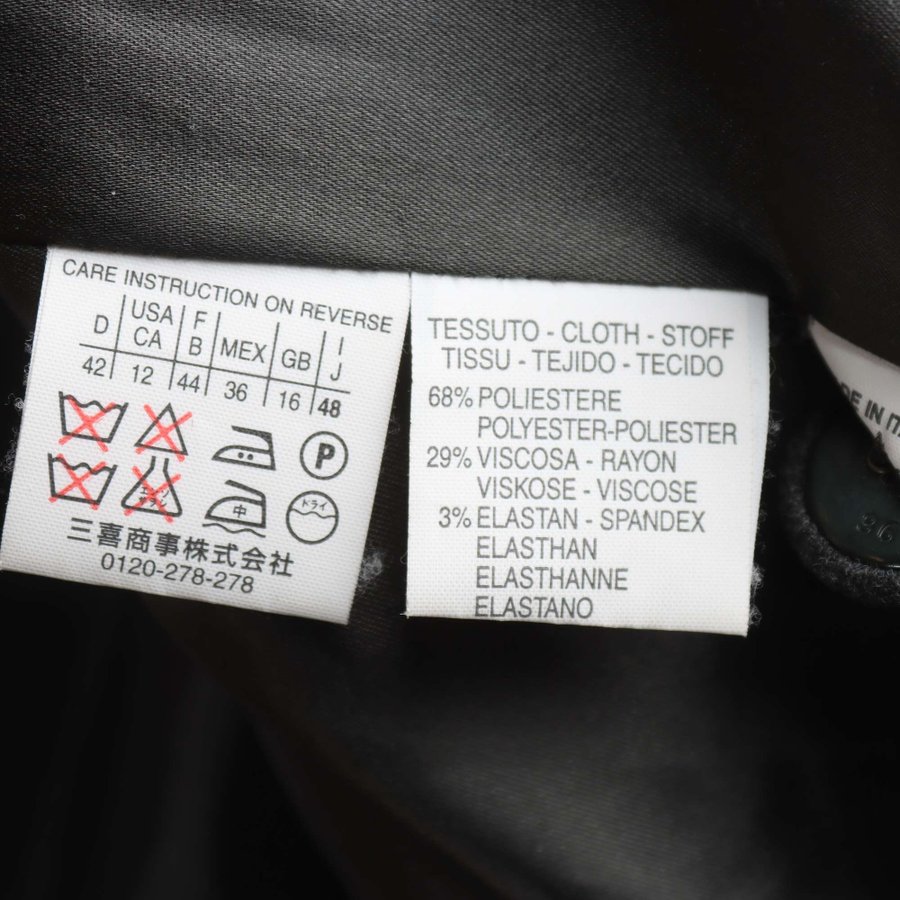 CARE INSTRUCTION ON REVERSE
D USA CA F B MEX GB I J
42 12 44 36 16 48
P
中 ドライ
三喜商事株式会社
0120-278-278
TESSUTO - CLOTH - STOFF
TISSU - TEJIDO - TECIDO
68% POLIESTERE
POLYESTER-POLIESTER
29% VISCOSA - RAYON
VISKOSE - VISCOSE
3% ELASTAN - SPANDEX
ELASTHAN
ELASTHANNE
ELASTANO
IN